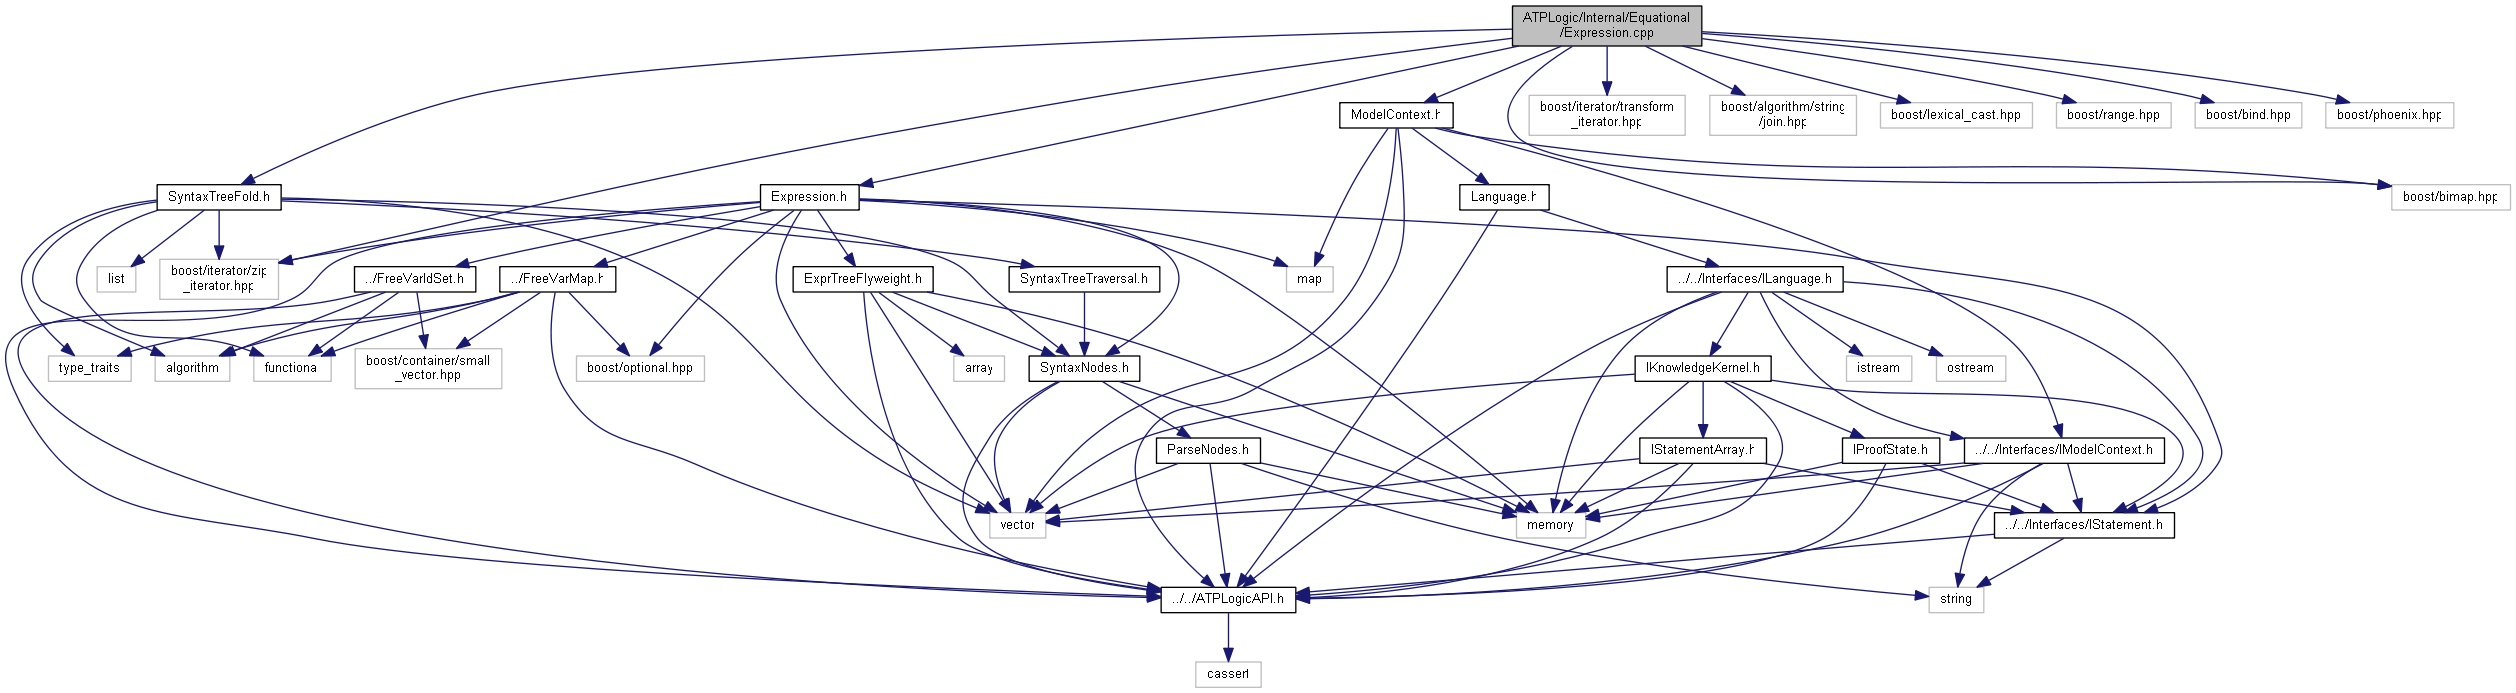 ATPLogic/Internal/Equational
/Expression.cpp
ModelContext.h
boost/iterator/transform
_iterator.hpp
boost/algorithm/string
/join.hpp
boost/lexical_cast.hpp
boost/range.hpp
boost/bind.hpp
boost/phoenix.hpp
SyntaxTreeFold.h
Expression.h
Language.h
boost/bimap.hpp
list
boost/iterator/zip
_iterator.hpp
../FreeVarIdSet.h
../FreeVarMap.h
ExprTreeFlyweight.h
SyntaxTreeTraversal.h
map
../../Interfaces/ILanguage.h
type_traits
algorithm
functional
boost/container/small
_vector.hpp
boost/optional.hpp
array
SyntaxNodes.h
IKnowledgeKernel.h
istream
ostream
ParseNodes.h
IStatementArray.h
IProofState.h
../../Interfaces/IModelContext.h
vector
memory
../../Interfaces/IStatement.h
../../ATPLogicAPI.h
string
cassert